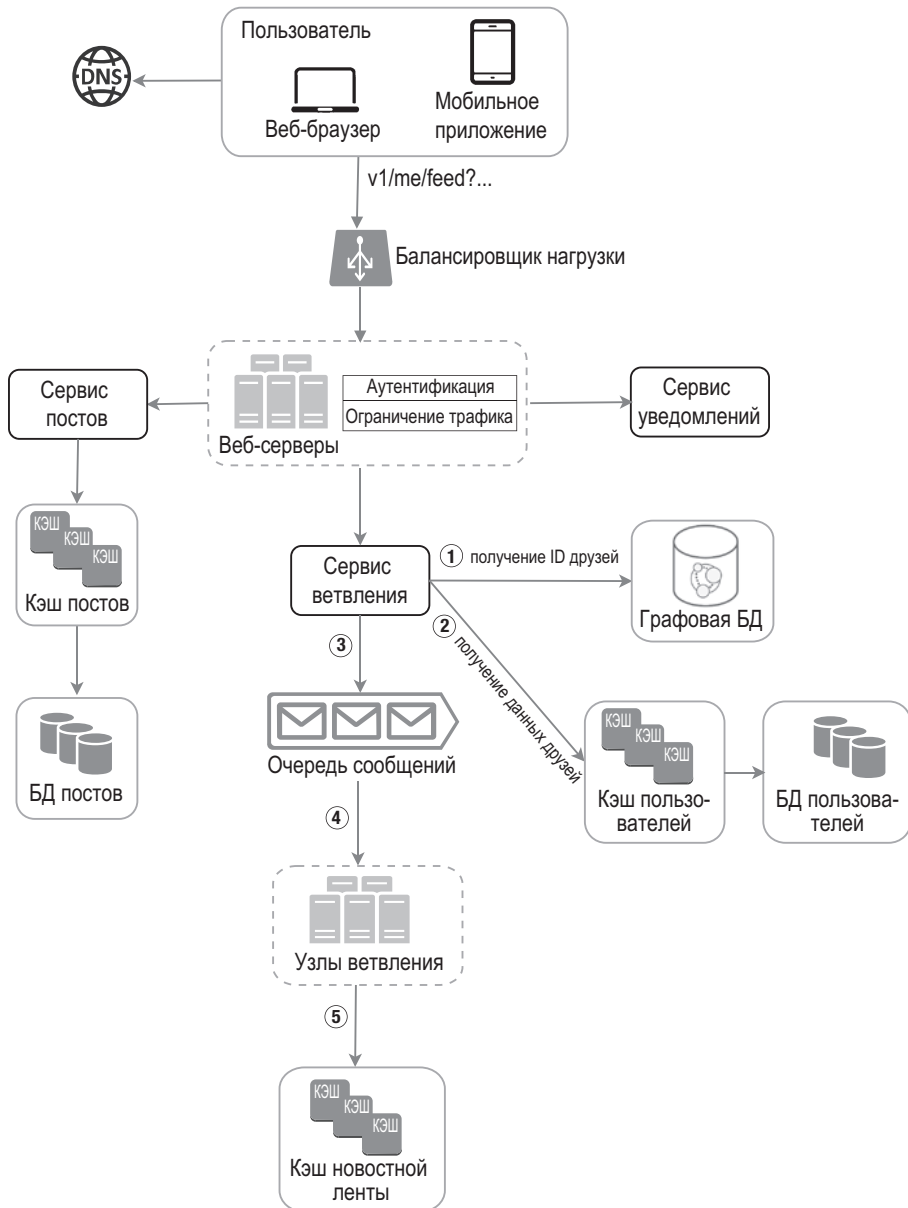 Пользователь
DNS
Веб-браузер
Мобильное
приложение
v1/me/feed?...
Балансировщик нагрузки
Аутентификация
Ограничение трафика
Веб-серверы
Сервис
постов
Сервис
уведомлений
КЭШ
КЭШ
КЭШ
Кэш постов
БД постов
Сервис
ветвления
1 получение ID друзей
Графовая БД
2 получение данных друзей
КЭШ
КЭШ
КЭШ
Кэш пользо-
вателей
БД пользова-
телей
3
Очередь сообщений
4
Узлы ветвления
5
КЭШ
КЭШ
КЭШ
Кэш новостной
ленты